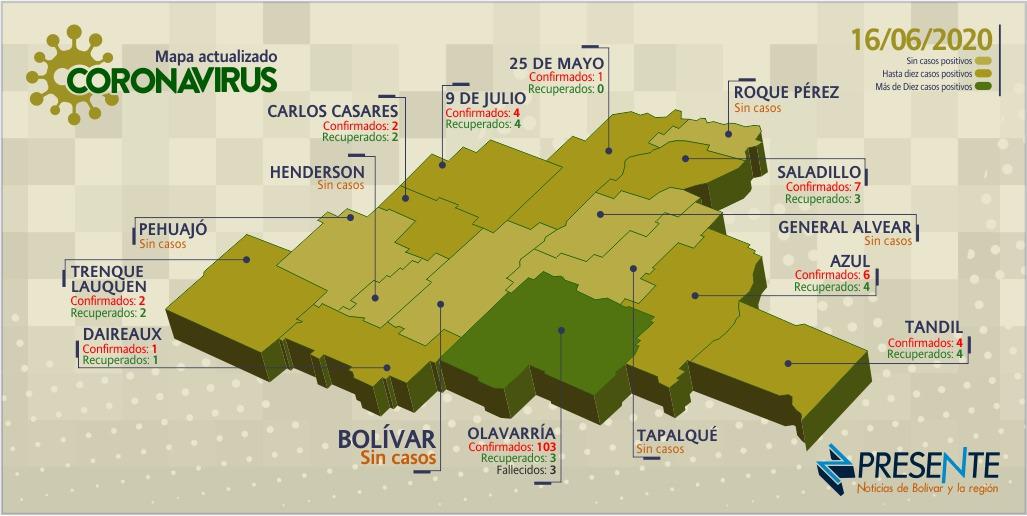 Mapa actualizado
CORONAVIRUS
16/06/2020
Sin casos positivos
Hasta diez casos positivos
Más de Diez casos positivos
25 DE MAYO
Confirmados: 1
Recuperados: 0
ROQUE PÉREZ
Sin casos
9 DE JULIO
Confirmados: 4
Recuperados: 4
CARLOS CASARES
Confirmados: 2
Recuperados: 2
HENDERSON
Sin casos
SALADILLO
Confirmados: 7
Recuperados: 3
PEHUAJÓ
Sin casos
GENERAL ALVEAR
Sin casos
TRENQUE
LAUQUEN
Confirmados: 2
Recuperados: 2
AZUL
Confirmados: 6
Recuperados: 4
DAIREAUX
Confirmados: 1
Recuperados: 1
TANDIL
Confirmados: 4
Recuperados: 4
BOLÍVAR
Sin casos
OLAVARRÍA
Confirmados: 103
Recuperados: 3
Fallecidos: 3
TAPALQUÉ
Sin casos
PRESENTE
Noticias de Bolívar y la región